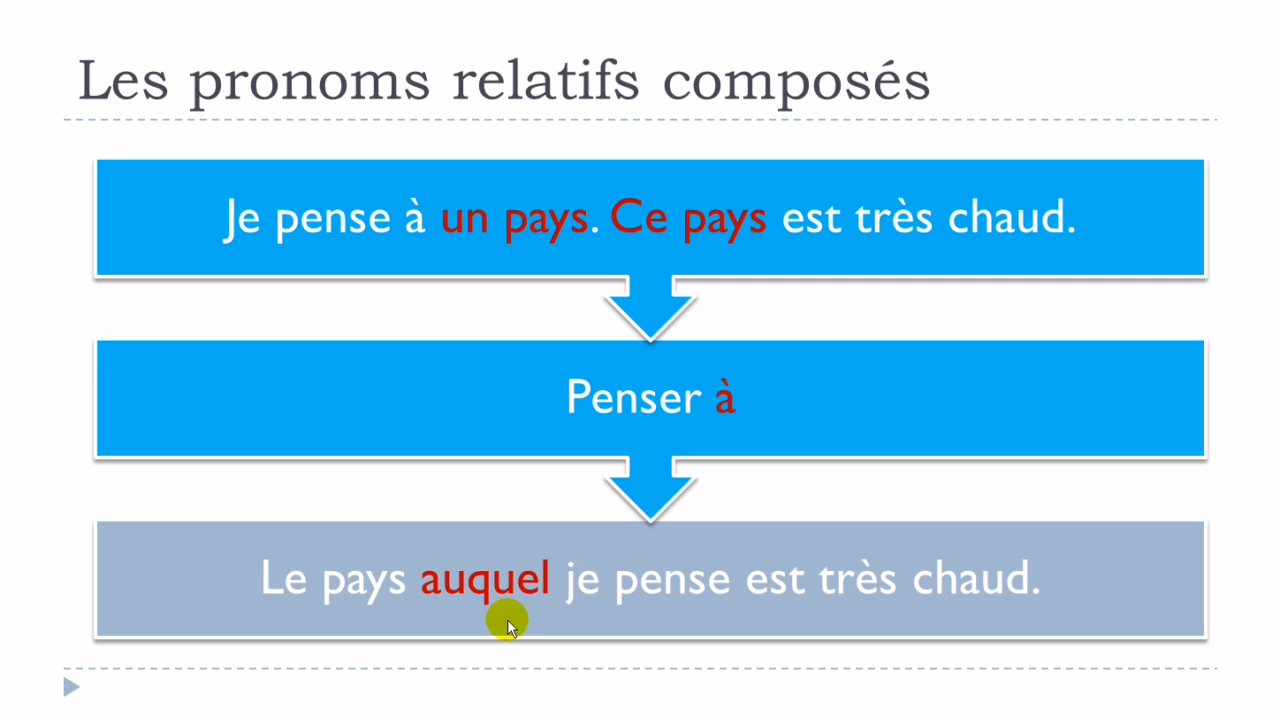 Les pronoms relatifs composés
Je pense à un pays. Ce pays est très chaud.
Penser à
Le pays auquel je pense est très chaud.